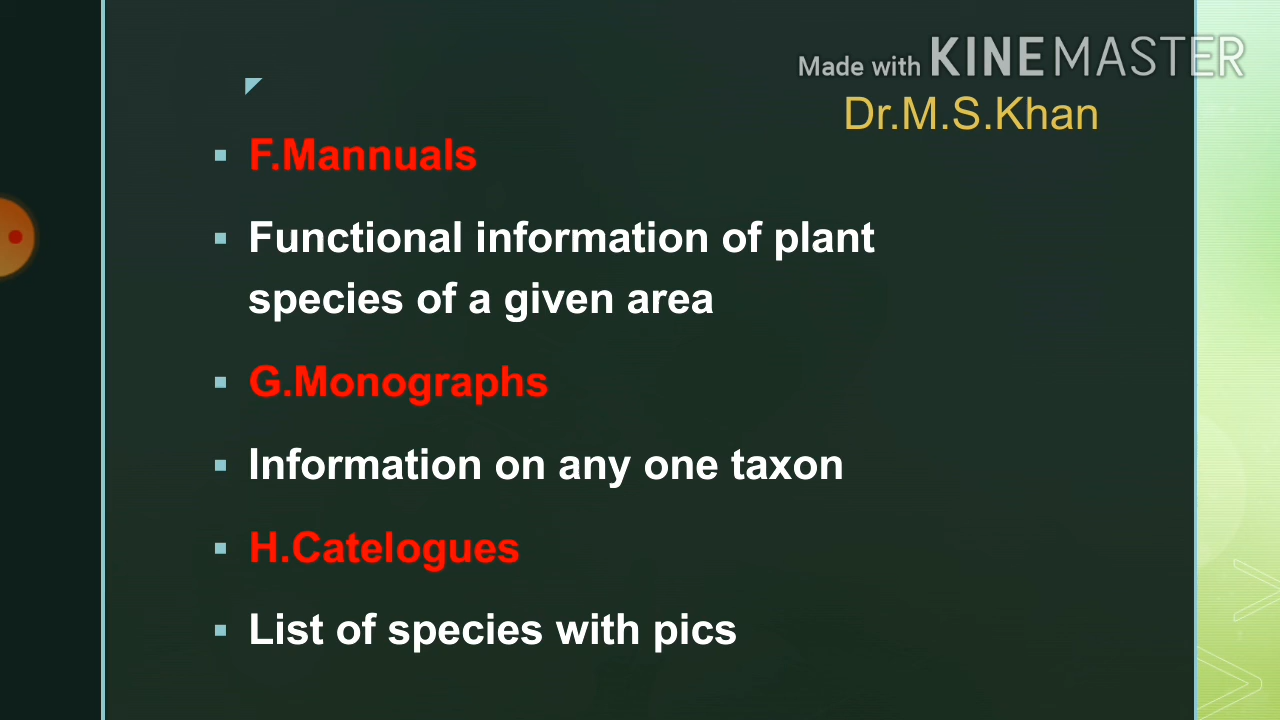 Made with KINEMASTER
Dr.M.S.Khan
F.Mannuals
Functional information of plant
species of a given area
G.Monographs
Information on any one taxon
H.Catelogues
List of species with pics